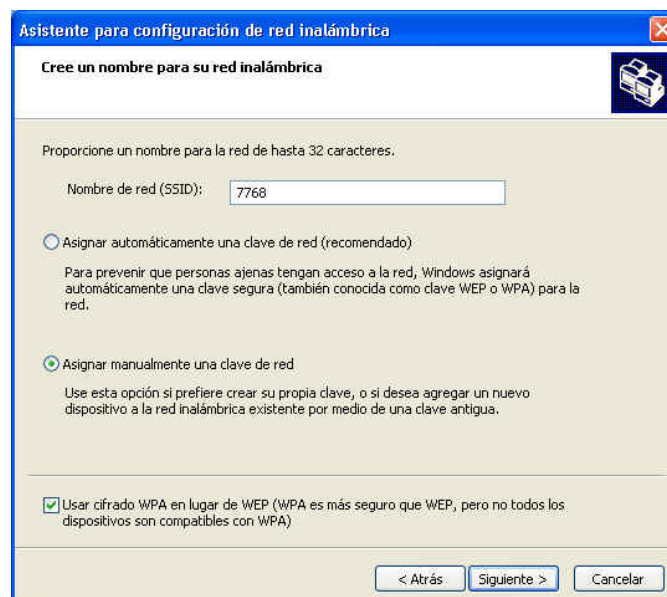 Asistente para configuración de red inalámbrica
Cree un nombre para su red inalámbrica
Proporcione un nombre para la red de hasta 32 caracteres.
Nombre de red (SSID): 7768
Asignar automáticamente una clave de red (recomendado)
Para prevenir que personas ajenas tengan acceso a la red, Windows asignará
automáticamente una clave segura (también conocida como clave WEP o WPA) para la
red.
Asignar manualmente una clave de red
Use esta opción si prefiere crear su propia clave, o si desea agregar un nuevo
dispositivo a la red inalámbrica existente por medio de una clave antigua.
Usar cifrado WPA en lugar de WEP (WPA es más seguro que WEP, pero no todos los
dispositivos son compatibles con WPA)
< Atrás Siguiente > Cancelar